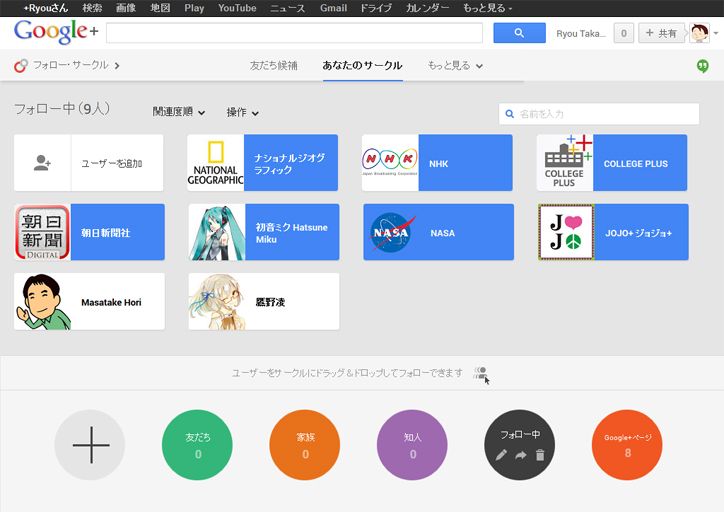 +Ryouさん 検索 画像 地図 Play YouTube ニュース Gmail ドライブ カレンダー もっと見る
Google+
Ryou Taka... 0 + 共有
フォロー・サークル 友だち候補 あなたのサークル もっと見る
フォロー中 (9人) 関連度順 操作 名前を入力
ユーザーを追加
NATIONAL
GEOGRAPHIC
ナショナルジオグ
ラフィック
NHK
Japan Broadcasting Corporation
NHK
COLLEGE
PLUS
COLLEGE PLUS
朝日
新聞
DIGITAL
朝日新聞社
初音ミク Hatsune
Miku
NASA
NASA
J
JO
JOJO+ ジョジョ+
Masatake Hori
鷹野凌
ユーザーをサークルにドラッグ＆ドロップしてフォローできます
友だち
0
家族
0
知人
0
フォロー中
Google+ページ
8